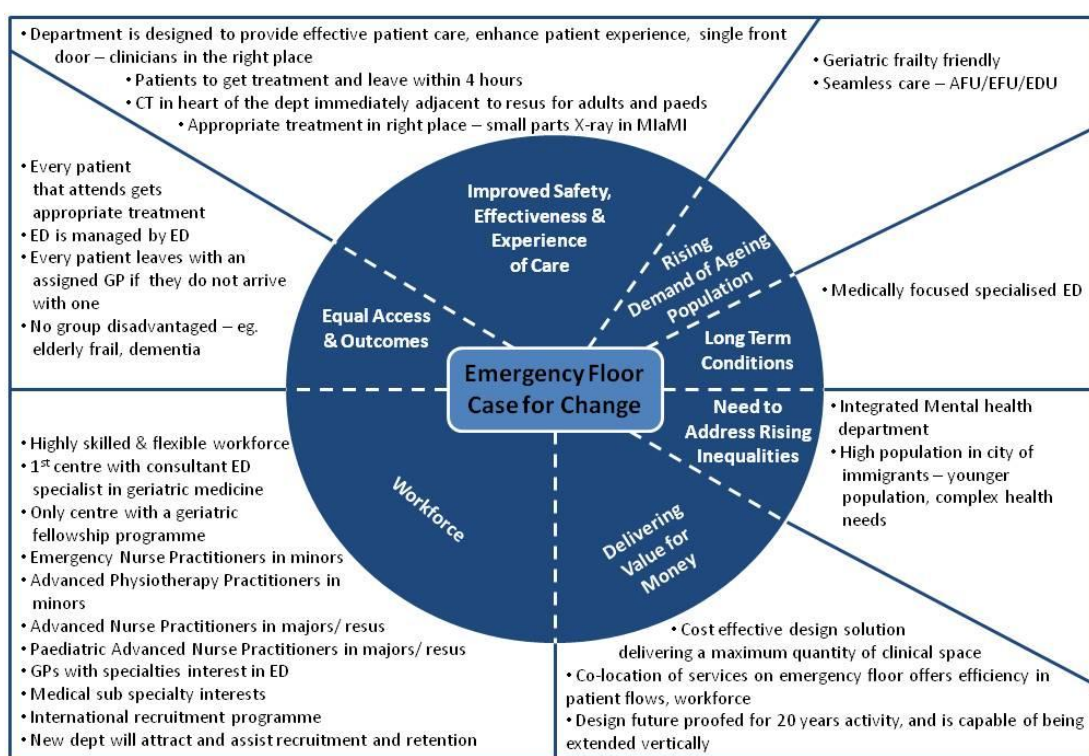 • Department is designed to provide effective patient care, enhance patient experience, single front
door – clinicians in the right place
• Patients to get treatment and leave within 4 hours
• CT in heart of the dept immediately adjacent to resus for adults and paeds
• Appropriate treatment in right place – small parts X-ray in MIaMI
• Geriatric frailty friendly
• Seamless care – AFU/EFU/EDU
• Every patient
that attends gets
appropriate treatment
• ED is managed by ED
• Every patient leaves with an
assigned GP if they do not arrive
with one
• No group disadvantaged – eg.
elderly frail, dementia
Improved Safety,
Effectiveness &
Experience
of Care
Rising
Demand of Ageing
Population
• Medically focused specialised ED
Equal Access
& Outcomes
Long Term
Conditions
Emergency Floor
Case for Change
Need to
Address Rising
Inequalities
• Integrated Mental health
department
• High population in city of
immigrants – younger
population, complex health
needs
Workforce
Delivering
Value for
Money
• Highly skilled & flexible workforce
• 1st centre with consultant ED
specialist in geriatric medicine
• Only centre with a geriatric
fellowship programme
• Emergency Nurse Practitioners in minors
• Advanced Physiotherapy Practitioners in
minors
• Advanced Nurse Practitioners in majors/ resus
• Paediatric Advanced Nurse Practitioners in majors/ resus
• GPs with specialties interest in ED
• Medical sub specialty interests
• International recruitment programme
• New dept will attract and assist recruitment and retention
• Cost effective design solution
delivering a maximum quantity of clinical space
• Co-location of services on emergency floor offers efficiency in
patient flows, workforce
• Design future proofed for 20 years activity, and is capable of being
extended vertically